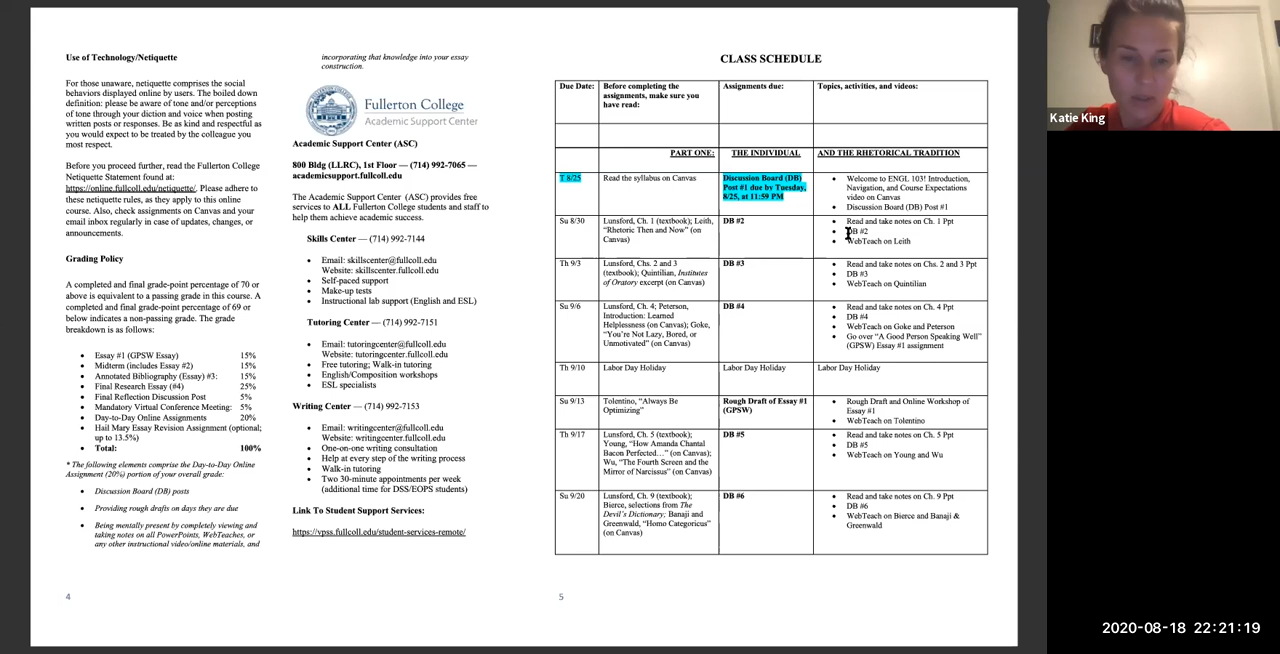 Use of Technology/Netiquette
For those unaware, netiquette comprises the social
behaviors displayed online by users. The boiled down
definition: please be aware of tone and/or perceptions
of tone through your diction and voice when posting
written posts or responses. Be as kind and respectful as
you would expect to be treated by the colleague you
most respect.
Before you proceed further, read the Fullerton College
Netiquette Statement found at:
https://online.fullcoll.edu/netiquette/. Please adhere to
these netiquette rules, as they apply to this online
course. Also, check assignments on Canvas and your
email inbox regularly in case of updates, changes, or
announcements.
Grading Policy
A completed and final grade-point percentage of 70 or
above is equivalent to a passing grade in this course. A
completed and final grade-point percentage of 69 or
below indicates a non-passing grade. The grade
breakdown is as follows:
• Essay #1 (GPSW Essay) 15%
• Midterm (includes Essay #2) 15%
• Annotated Bibliography (Essay) #3: 15%
• Final Research Essay (#4) 25%
• Final Reflection Discussion Post 5%
• Mandatory Virtual Conference Meeting: 5%
• Day-to-Day Online Assignments 20%
• Hail Mary Essay Revision Assignment (optional;
up to 13.5%)
• Total: 100%
* The following elements comprise the Day-to-Day Online
Assignment (20%) portion of your overall grade:
• Discussion Board (DB) posts
• Providing rough drafts on days they are due
• Being mentally present by completely viewing and
taking notes on all PowerPoints, WebTeaches, or
any other instructional video/online materials, and
4
incorporating that knowledge into your essay
construction.
Fullerton College
Academic Support Center
Academic Support Center (ASC)
800 Bldg (LLRC), 1st Floor — (714) 992-7065 —
academicsupport.fullcoll.edu
The Academic Support Center (ASC) provides free
services to ALL Fullerton College students and staff to
help them achieve academic success.
Skills Center — (714) 992-7144
• Email: skillscenter@fullcoll.edu
Website: skillscenter.fullcoll.edu
• Self-paced support
• Make-up tests
• Instructional lab support (English and ESL)
Tutoring Center — (714) 992-7151
• Email: tutoringcenter@fullcoll.edu
Website: tutoringcenter.fullcoll.edu
• Free tutoring; Walk-in tutoring
• English/Composition workshops
• ESL specialists
Writing Center — (714) 992-7153
• Email: writingcenter@fullcoll.edu
Website: writingcenter.fullcoll.edu
• One-on-one writing consultation
• Help at every step of the writing process
• Walk-in tutoring
• Two 30-minute appointments per week
(additional time for DSS/EOPS students)
Link To Student Support Services:
https://vpss.fullcoll.edu/student-services-remote/
CLASS SCHEDULE
Due Date:
Before completing the
assignments, make sure you
have read:
Assignments due:
Topics, activities, and videos:
PART ONE: THE INDIVIDUAL AND THE RHETORICAL TRADITION
T 8/25
Read the syllabus on Canvas
Discussion Board (DB)
Post #1 due by Tuesday,
8/25, at 11:59 PM
• Welcome to ENGL 103! Introduction,
Navigation, and Course Expectations
video on Canvas
• Discussion Board (DB) Post #1
Su 8/30
Lunsford, Ch. 1 (textbook); Leith,
“Rhetoric Then and Now” (on
Canvas)
DB #2
• Read and take notes on Ch. 1 Ppt
• DB #2
• WebTeach on Leith
Th 9/3
Lunsford, Chs. 2 and 3
(textbook); Quintilian, Institutes
of Oratory excerpt (on Canvas)
DB #3
• Read and take notes on Chs. 2 and 3 Ppt
• DB #3
• WebTeach on Quintilian
Su 9/6
Lunsford, Ch. 4; Peterson,
Introduction: Learned
Helplessness (on Canvas); Goke,
“You’re Not Lazy, Bored, or
Unmotivated” (on Canvas)
DB #4
• Read and take notes on Ch. 4 Ppt
• DB #4
• WebTeach on Goke and Peterson
• Go over “A Good Person Speaking Well”
(GPSW) Essay #1 assignment
Th 9/10
Labor Day Holiday
Labor Day Holiday
Labor Day Holiday
Su 9/13
Tolentino, “Always Be
Optimizing”
Rough Draft of Essay #1
(GPSW)
• Rough Draft and Online Workshop of
Essay #1
• WebTeach on Tolentino
Th 9/17
Lunsford, Ch. 5 (textbook);
Young, “How Amanda Chantal
Bacon Perfected…” (on Canvas);
Wu, “The Fourth Screen and the
Mirror of Narcissus” (on Canvas)
DB #5
• Read and take notes on Ch. 5 Ppt
• DB #5
• WebTeach on Young and Wu
Su 9/20
Lunsford, Ch. 9 (textbook);
Bierce, selections from The
Devil’s Dictionary; Banaji and
Greenwald, “Homo Categoricus”
(on Canvas)
DB #6
• Read and take notes on Ch. 9 Ppt
• DB #6
• WebTeach on Bierce and Banaji &
Greenwald
5
Katie King
2020-08-18 22:21:19